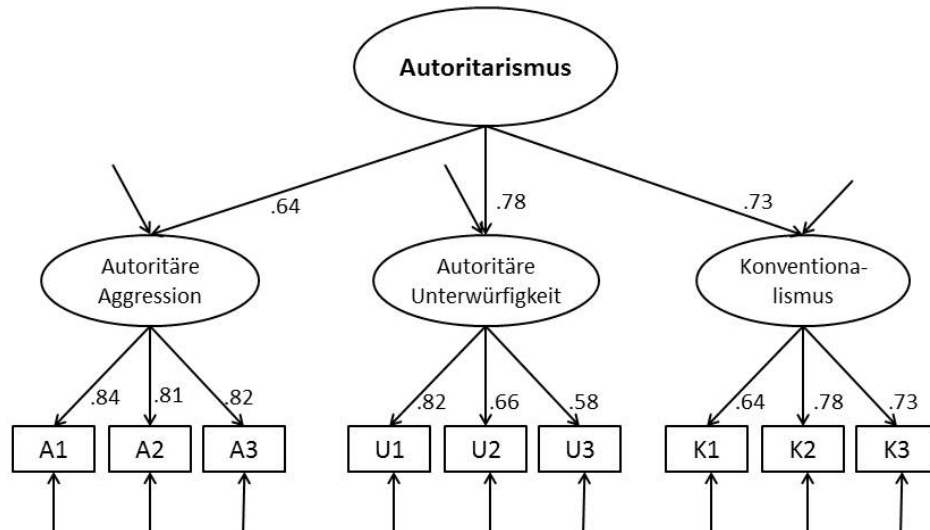 Autoritarismus
.64
.78
.73
Autoritäre
Aggression
Autoritäre
Unterwürfigkeit
Konventiona-
lismus
.84
.81
.82
.82
.66
.58
.64
.78
.73
A1
A2
A3
U1
U2
U3
K1
K2
K3